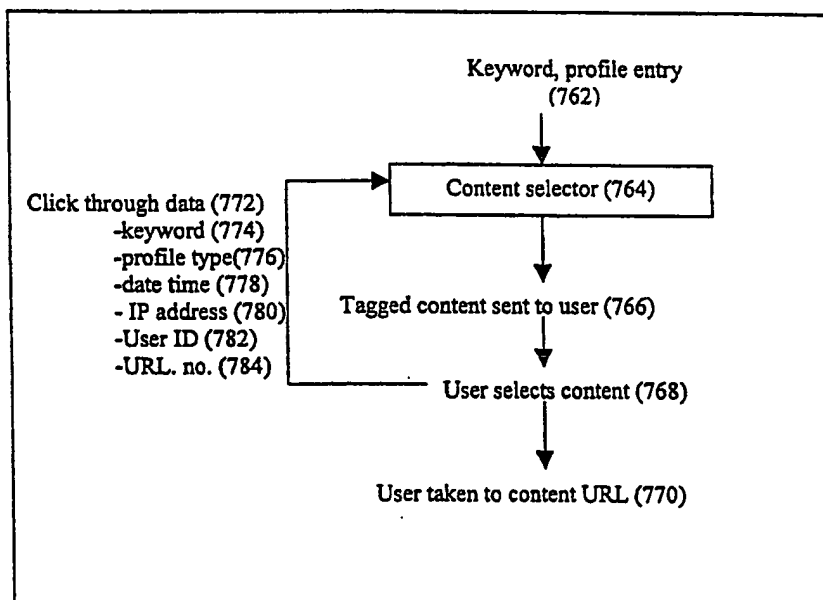 Keyword, profile entry
(762)
Content selector (764)
Click through data (772)
-keyword (774)
-profile type(776)
-date time (778)
- IP address (780)
-User ID (782)
-URL. no. (784)
Tagged content sent to user (766)
User selects content (768)
User taken to content URL (770)